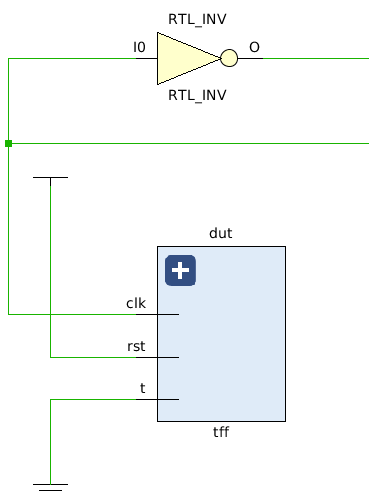 RTL_INV
I0
O
RTL_INV
dut
clk
rst
t
tff